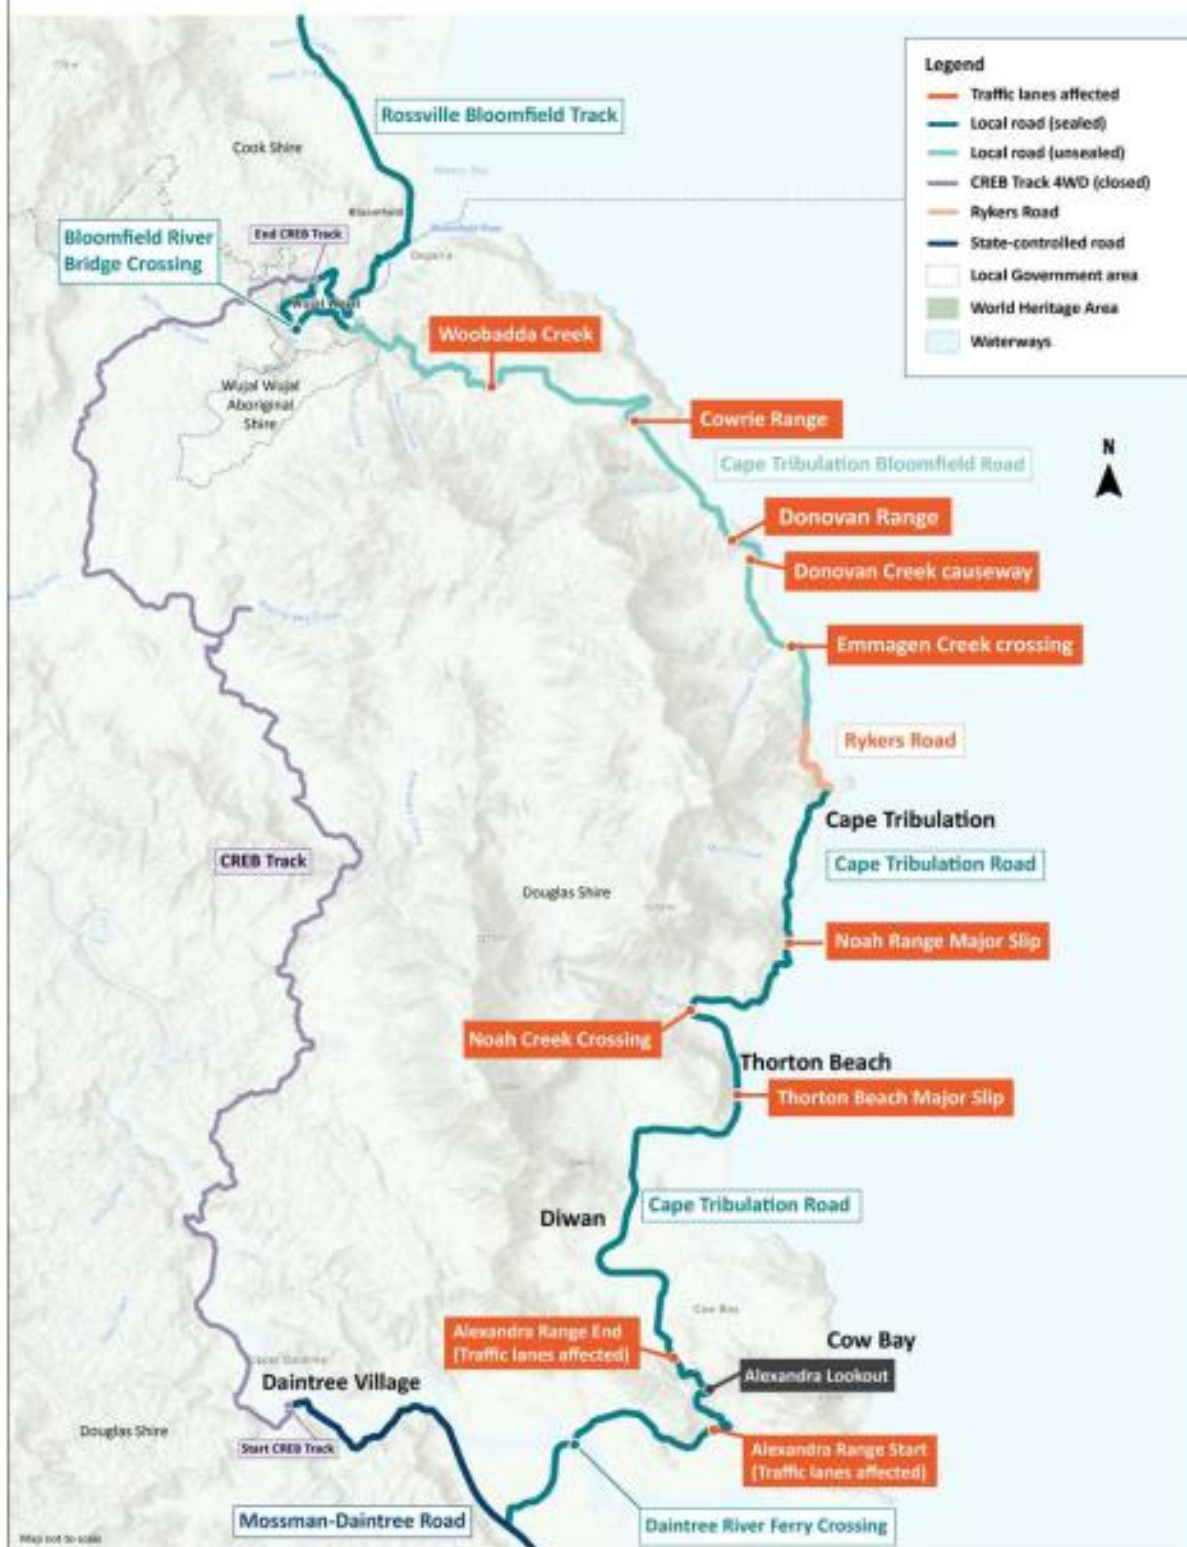 Legend
Traffic lanes affected
Local road (sealed)
Local road (unsealed)
CREB Track 4WD (closed)
Rykers Road
State-controlled road
Local Government area
World Heritage Area
Waterways
Rossville Bloomfield Track
Cook Shire
Bloomfield
Bloomfield River
Bridge Crossing
End CREB Track
Wujal Wujal
Woobadda Creek
Wujal Wujal
Aboriginal
Shire
Cowrie Range
Cape Tribulation Bloomfield Road
N
Donovan Range
Donovan Creek causeway
Emmagen Creek crossing
Rykers Road
Cape Tribulation
CREB Track
Cape Tribulation Road
Douglas Shire
Noah Range Major Slip
Noah Creek Crossing
Thorton Beach
Thorton Beach Major Slip
Cape Tribulation Road
Diwan
Cow Bay
Alexandra Range End
(Traffic lanes affected)
Cow Bay
Alexandra Lookout
Daintree Village
Douglas Shire
Start CREB Track
Alexandra Range Start
(Traffic lanes affected)
Mossman-Daintree Road
Daintree River Ferry Crossing
Map not to scale